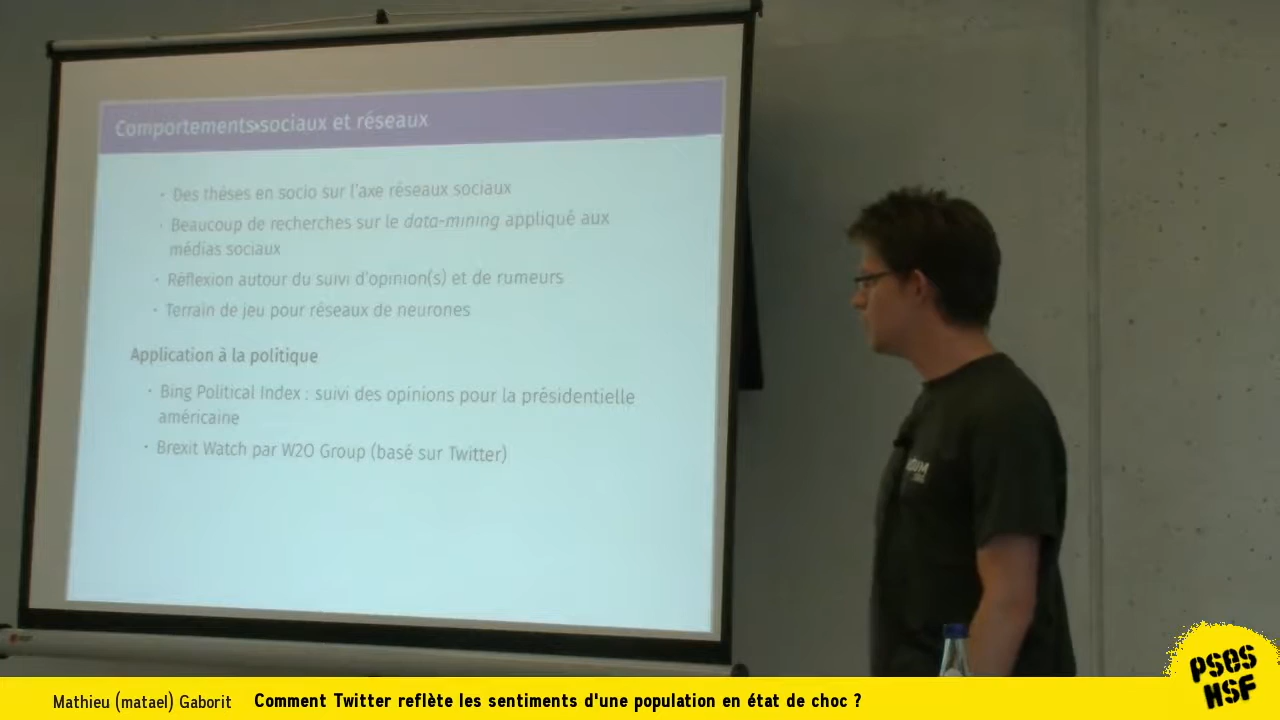 Comportements sociaux et réseaux
· Des thèses en socio sur l'axe réseaux sociaux
· Beaucoup de recherches sur le data-mining appliqué aux
médias sociaux
· Réflexion autour du suivi d'opinion(s) et de rumeurs
· Terrain de jeu pour réseaux de neurones
Application à la politique
· Bing Political Index : suivi des opinions pour la présidentielle
américaine
· Brexit Watch par W2O Group (basé sur Twitter)
Mathieu (matael) Gaborit Comment Twitter reflète les sentiments d'une population en état de choc ?
PSES
HSF